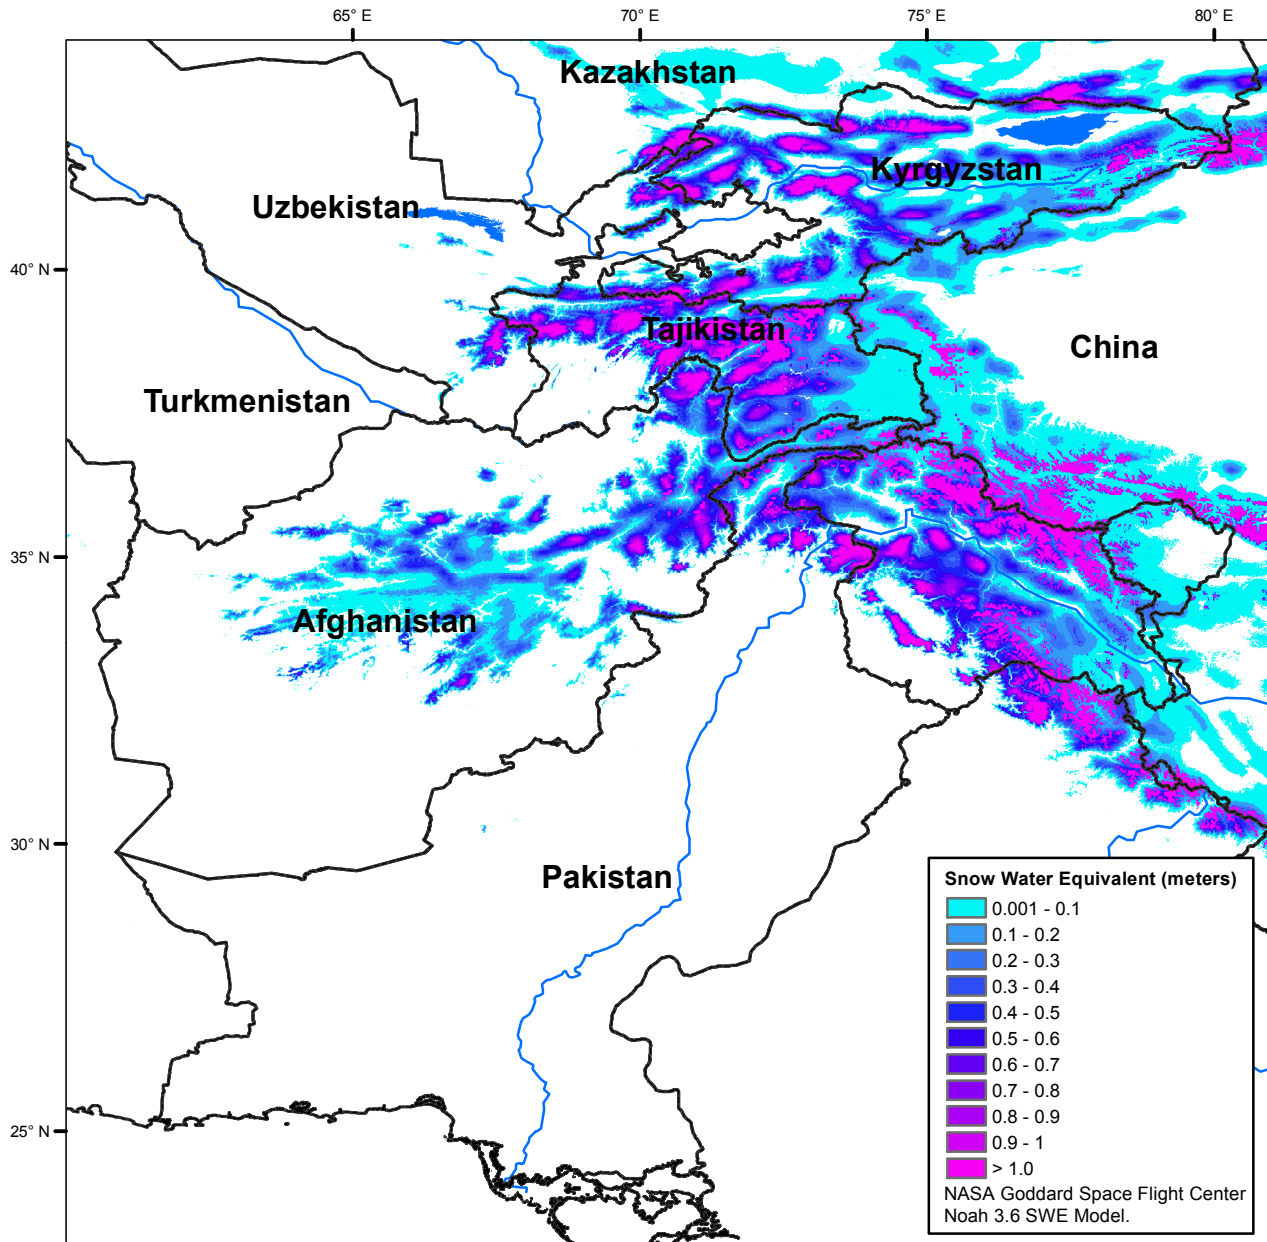 65° E
70° E
75° E
80° E
Kazakhstan
Kyrgyzstan
Uzbekistan
40° N
Tajikistan
China
Turkmenistan
35° N
Afghanistan
30° N
Pakistan
25° N
Snow Water Equivalent (meters)
0.001 - 0.1
0.1 - 0.2
0.2 - 0.3
0.3 - 0.4
0.4 - 0.5
0.5 - 0.6
0.6 - 0.7
0.7 - 0.8
0.8 - 0.9
0.9 - 1
> 1.0
NASA Goddard Space Flight Center
Noah 3.6 SWE Model.